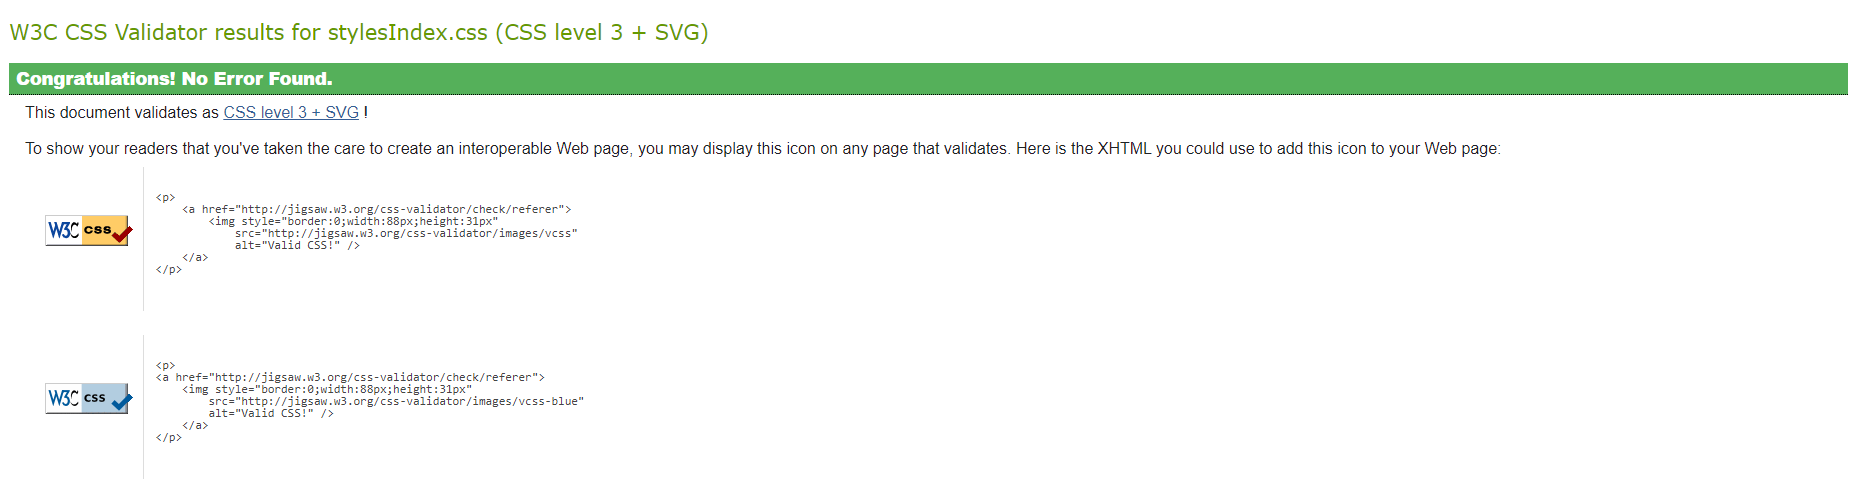 W3C CSS Validator results for stylesIndex.css (CSS level 3 + SVG)
Congratulations! No Error Found.
This document validates as CSS level 3 + SVG !
To show your readers that you've taken the care to create an interoperable Web page, you may display this icon on any page that validates. Here is the XHTML you could use to add this icon to your Web page:
W3C css
<p>
<a href="http://jigsaw.w3.org/css-validator/check/referer">
<img style="border:0;width:88px;height:31px"
src="http://jigsaw.w3.org/css-validator/images/vcss"
alt="Valid CSS!" />
</a>
</p>
W3C css
<p>
<a href="http://jigsaw.w3.org/css-validator/check/referer">
<img style="border:0;width:88px;height:31px"
src="http://jigsaw.w3.org/css-validator/images/vcss-blue"
alt="Valid CSS!" />
</a>
</p>